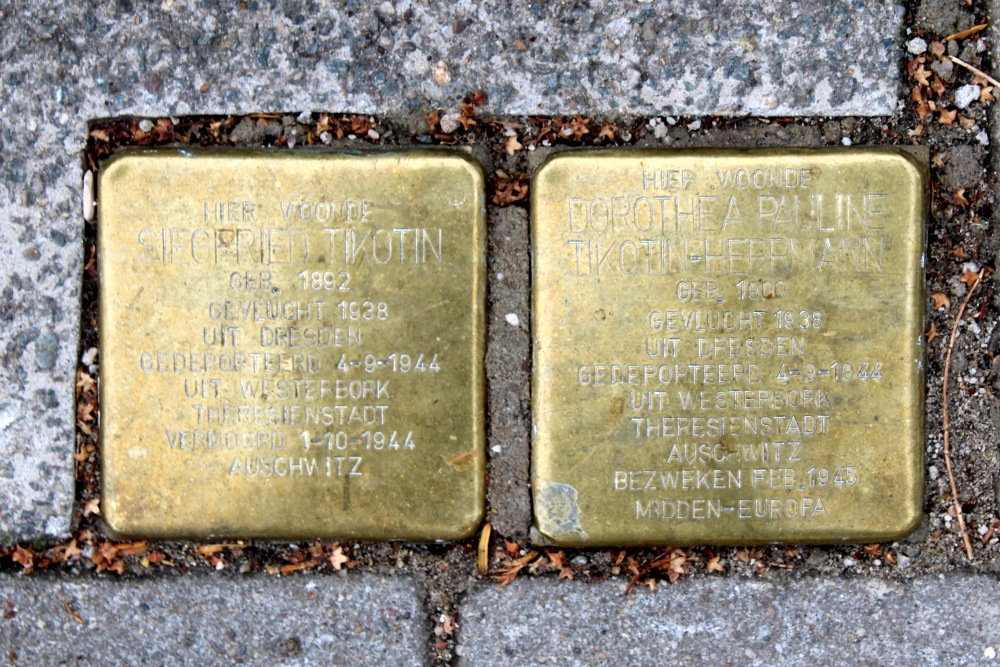 HIER WOONDE
SIEGFRIED TIKOTIN
GEB. 1892
GEVLUCHT 1938
UIT DRESDEN
GEDEPORTEERD 4-9-1944
UIT WESTERBORK
THERESIENSTADT
VERMOORD 1-10-1944
AUSCHWITZ
HIER WOONDE
DOROTHEA PAULINE
TIKOTIN-HERRMANN
GEB. 1900
GEVLUCHT 1938
UIT DRESDEN
GEDEPORTEERD 4-9-1944
UIT WESTERBORK
THERESIENSTADT
AUSCHWITZ
BEZWEKEN FEB. 1945
MIDDEN-EUROPA